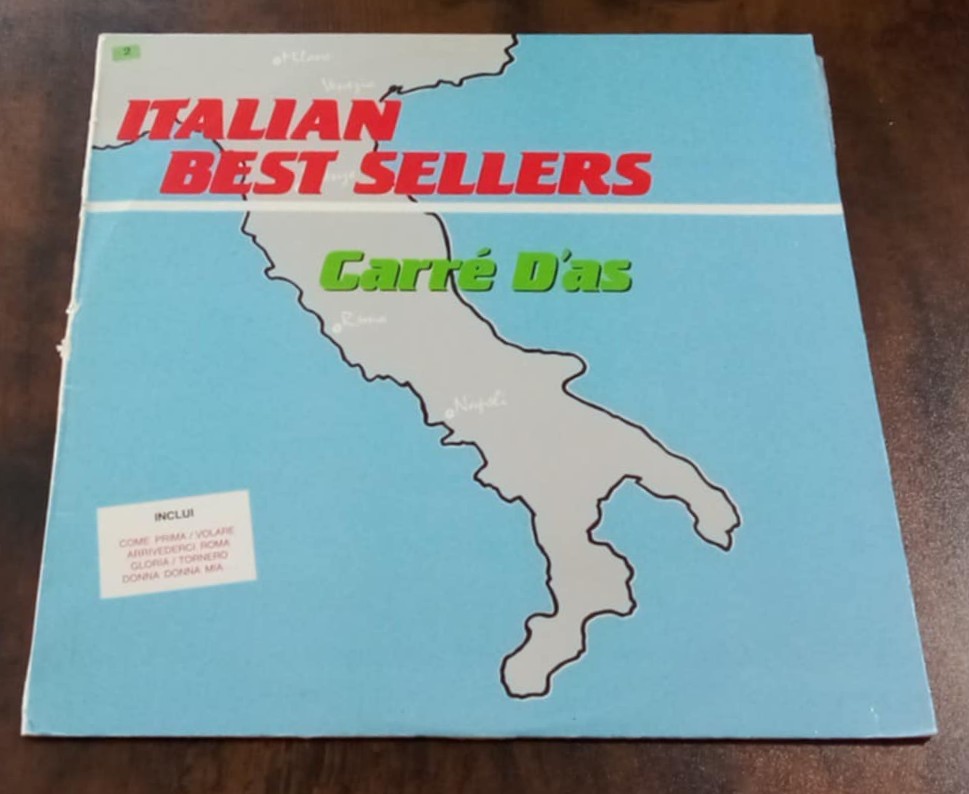 2
Milano
Venezia
ITALIAN
BEST SELLERS
Carré D'as
Roma
Napoli
INCLUI
COME PRIMA / VOLARE
ARRIVEDERCI ROMA
GLORIA / TORNERO
DONNA DONNA MIA